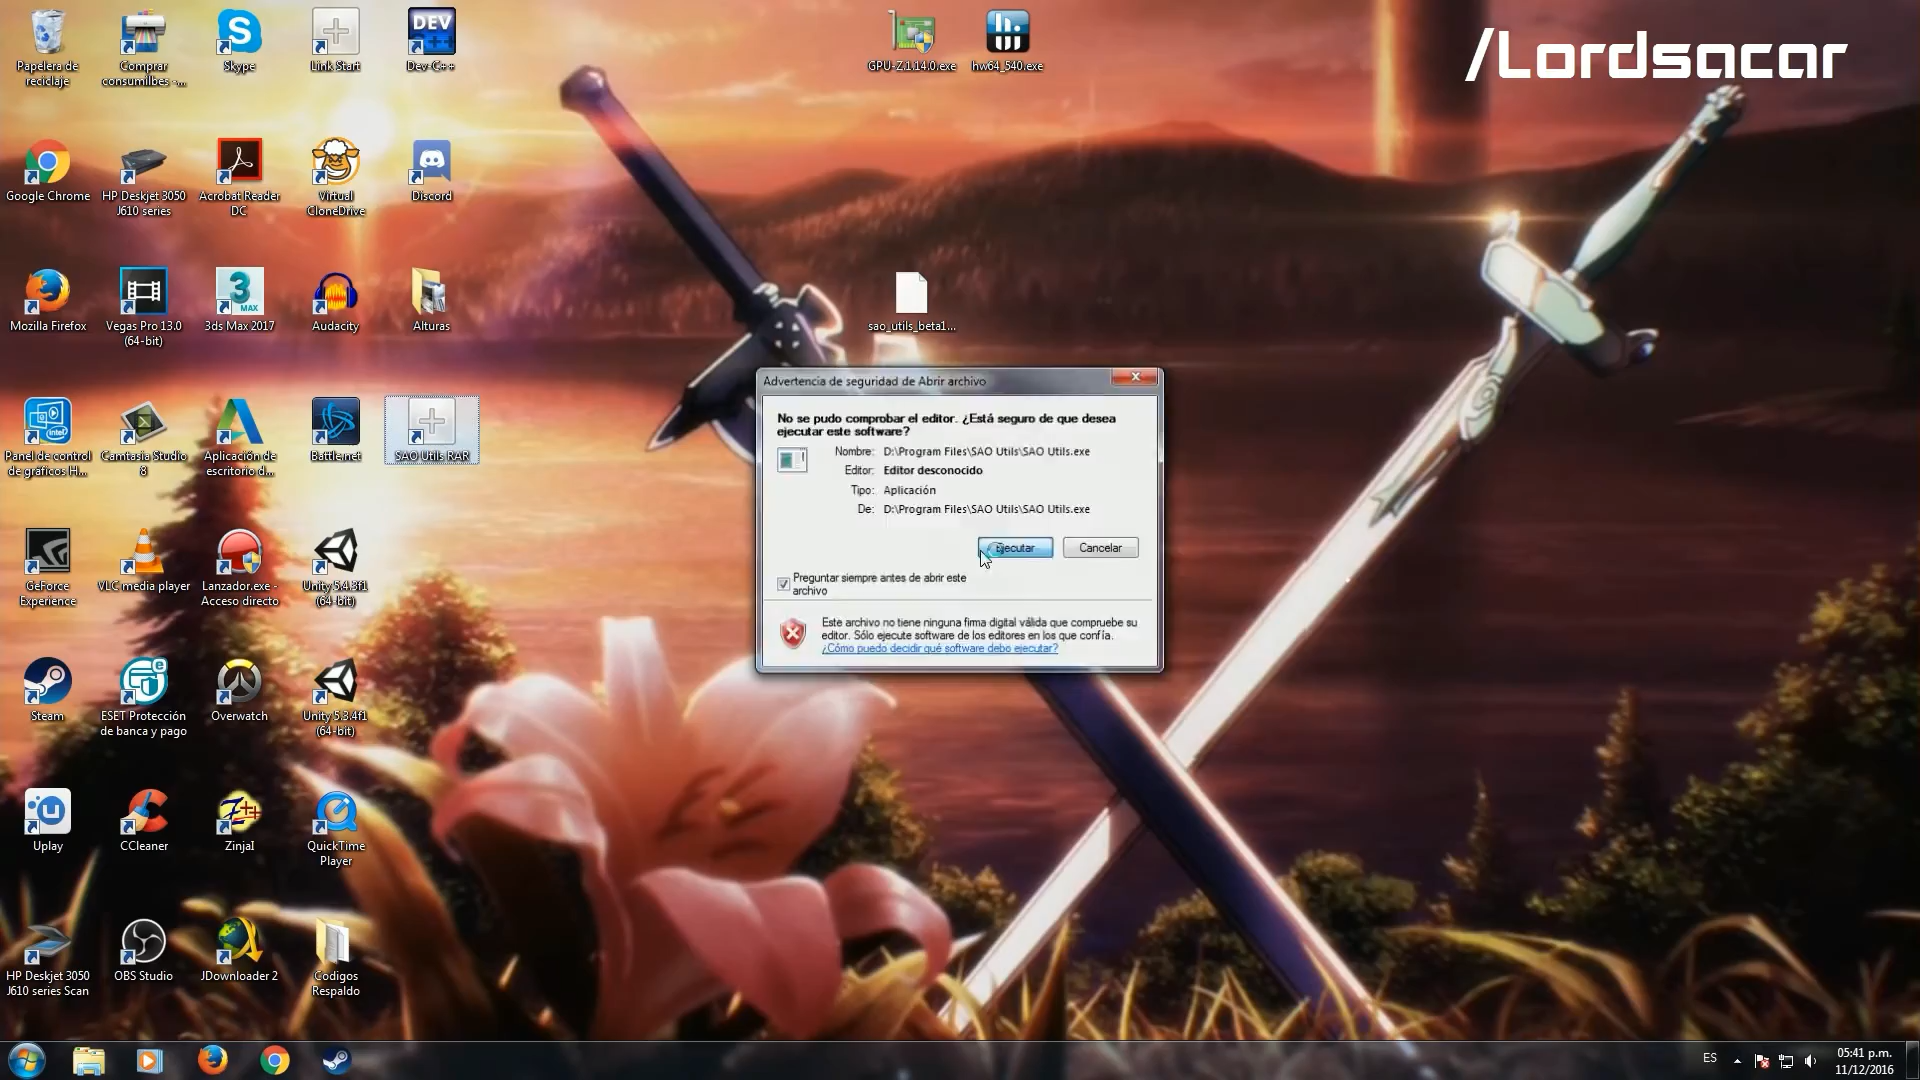 /Lordsacar
Papelera de
reciclaje
Comprar
consumilbes -...
Skype
Link Start
DEV
Dev-C++
GPU-Z.1.14.0.exe
hw64_540.exe
Google Chrome
HP Deskjet 3050
J610 series
Acrobat Reader
DC
Virtual
CloneDrive
Discord
Mozilla Firefox
Vegas Pro 13.0
(64-bit)
MAX
3ds Max 2017
Audacity
Alturas
sao_utils_beta1...
Panel de control
de gráficos H...
Camtasia Studio
8
Aplicación de
escritorio d...
Battle.net
SAO Utils RAR
Advertencia de seguridad de Abrir archivo
No se pudo comprobar el editor. ¿Está seguro de que desea
ejecutar este software?
Nombre: D:\Program Files\SAO Utils\SAO Utils.exe
Editor: Editor desconocido
Tipo: Aplicación
De: D:\Program Files\SAO Utils\SAO Utils.exe
Ejecutar
Cancelar
Preguntar siempre antes de abrir este
archivo
Este archivo no tiene ninguna firma digital válida que compruebe su
editor. Sólo ejecute software de los editores en los que confía.
¿Cómo puedo decidir qué software debo ejecutar?
GeForce
Experience
VLC media player
Lanzador.exe -
Acceso directo
Unity 5.4.3f1
(64-bit)
Steam
ESET Protección
de banca y pago
Overwatch
Unity 5.3.4f1
(64-bit)
Uplay
CCleaner
ZinjaI
QuickTime
Player
HP Deskjet 3050
J610 series Scan
OBS Studio
JDownloader 2
Codigos
Respaldo
ES
05:41 p.m.
11/12/2016